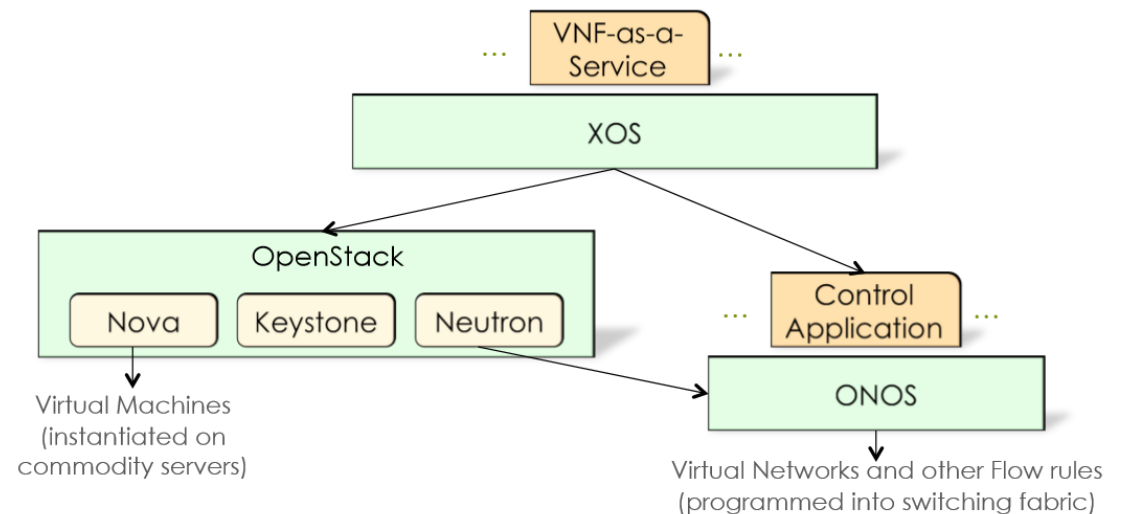 ... VNF-as-a- ...
Service
XOS
OpenStack
Nova Keystone Neutron
... Control ...
Application
ONOS
Virtual Machines
(instantiated on
commodity servers)
Virtual Networks and other Flow rules
(programmed into switching fabric)